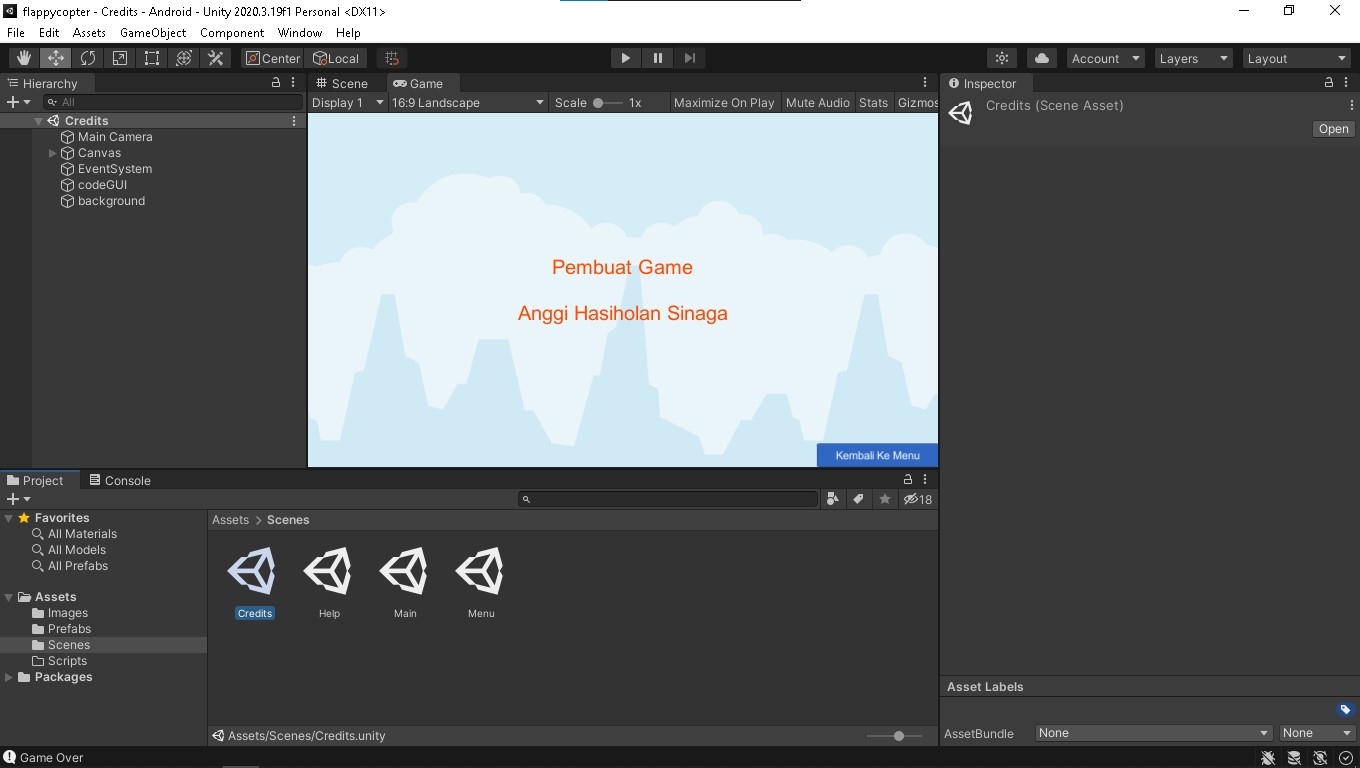 flappycopter - Credits - Android - Unity 2020.3.19f1 Personal <DX11>
File Edit Assets GameObject Component Window Help
Center Local Account Layers Layout
Hierarchy
All
Credits
Main Camera
Canvas
EventSystem
codeGUI
background
Scene Game
Display 1 16:9 Landscape Scale 1x Maximize On Play Mute Audio Stats Gizmos
Pembuat Game
Anggi Hasiholan Sinaga
Kembali Ke Menu
Inspector
Credits (Scene Asset)
Open
Project Console
18
Favorites
All Materials
All Models
All Prefabs
Assets
Images
Prefabs
Scenes
Scripts
Packages
Assets > Scenes
Credits Help Main Menu
Assets/Scenes/Credits.unity
Asset Labels
AssetBundle None None
Game Over